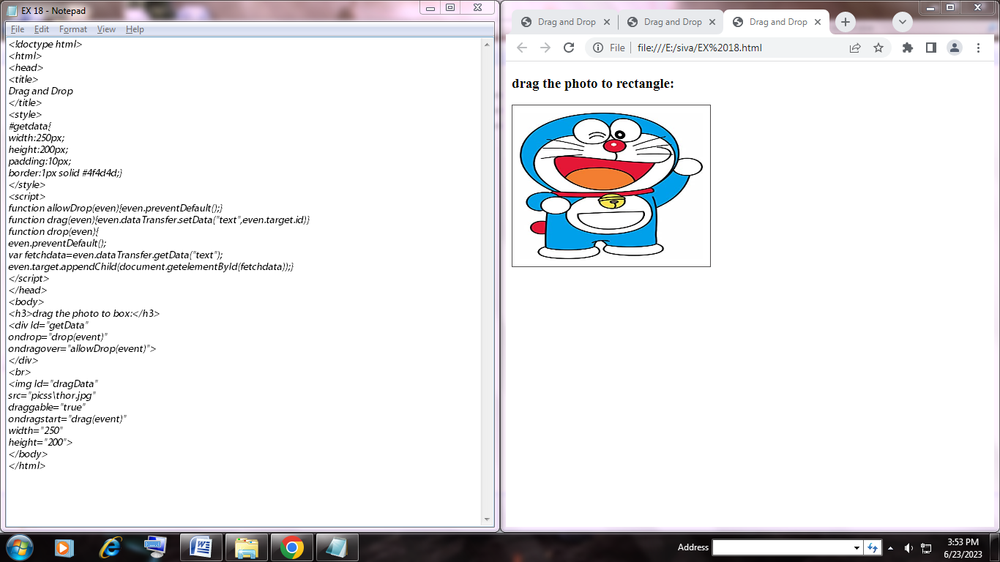 EX 18 - Notepad
File Edit Format View Help
<!doctype html>
<html>
<head>
<title>
Drag and Drop
</title>
<style>
#getdata{
width:250px;
height:200px;
padding:10px;
border:1px solid #4f4d4d;}
</style>
<script>
function allowDrop(even){even.preventDefault();}
function drag(even){even.dataTransfer.setData("text",even.target.id)}
function drop(even){
even.preventDefault();
var fetchdata=even.dataTransfer.getData("text");
even.target.appendChild(document.getelementById(fetchdata));}
</script>
</head>
<body>
<h3>drag the photo to box:</h3>
<div Id="getData"
ondrop="drop(event)"
ondragover="allowDrop(event)">
</div>
<br>
<img Id="dragData"
src="picss\thor.jpg"
draggable="true"
ondragstart="drag(event)"
width="250"
height="200">
</body>
</html>
Drag and Drop Drag and Drop Drag and Drop
File file:///E:/siva/EX%2018.html
drag the photo to rectangle:
Address
3:53 PM
6/23/2023